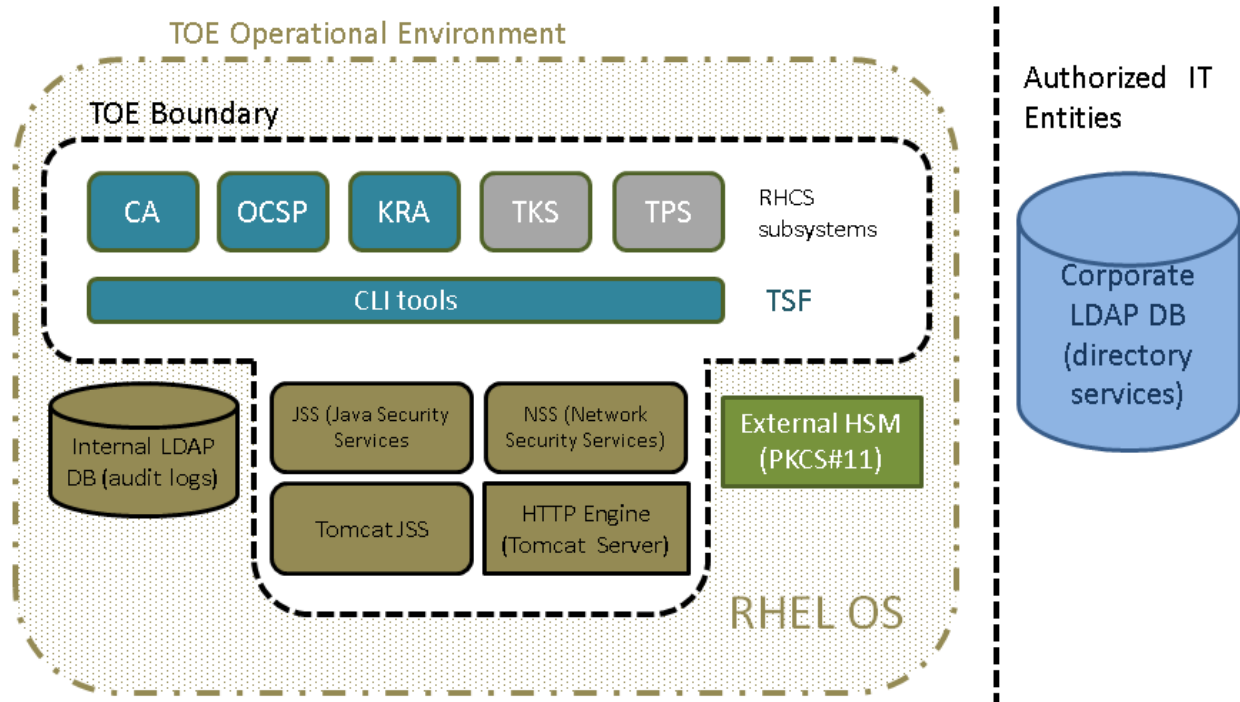 TOE Operational Environment
TOE Boundary
CA
OCSP
KRA
TKS
TPS
RHCS
subsystems
CLI tools
TSF
Internal LDAP
DB (audit logs)
JSS (Java Security
Services
NSS (Network
Security Services)
TomcatJSS
HTTP Engine
(Tomcat Server)
External HSM
(PKCS#11)
RHEL OS
Authorized IT
Entities
Corporate
LDAP DB
(directory
services)